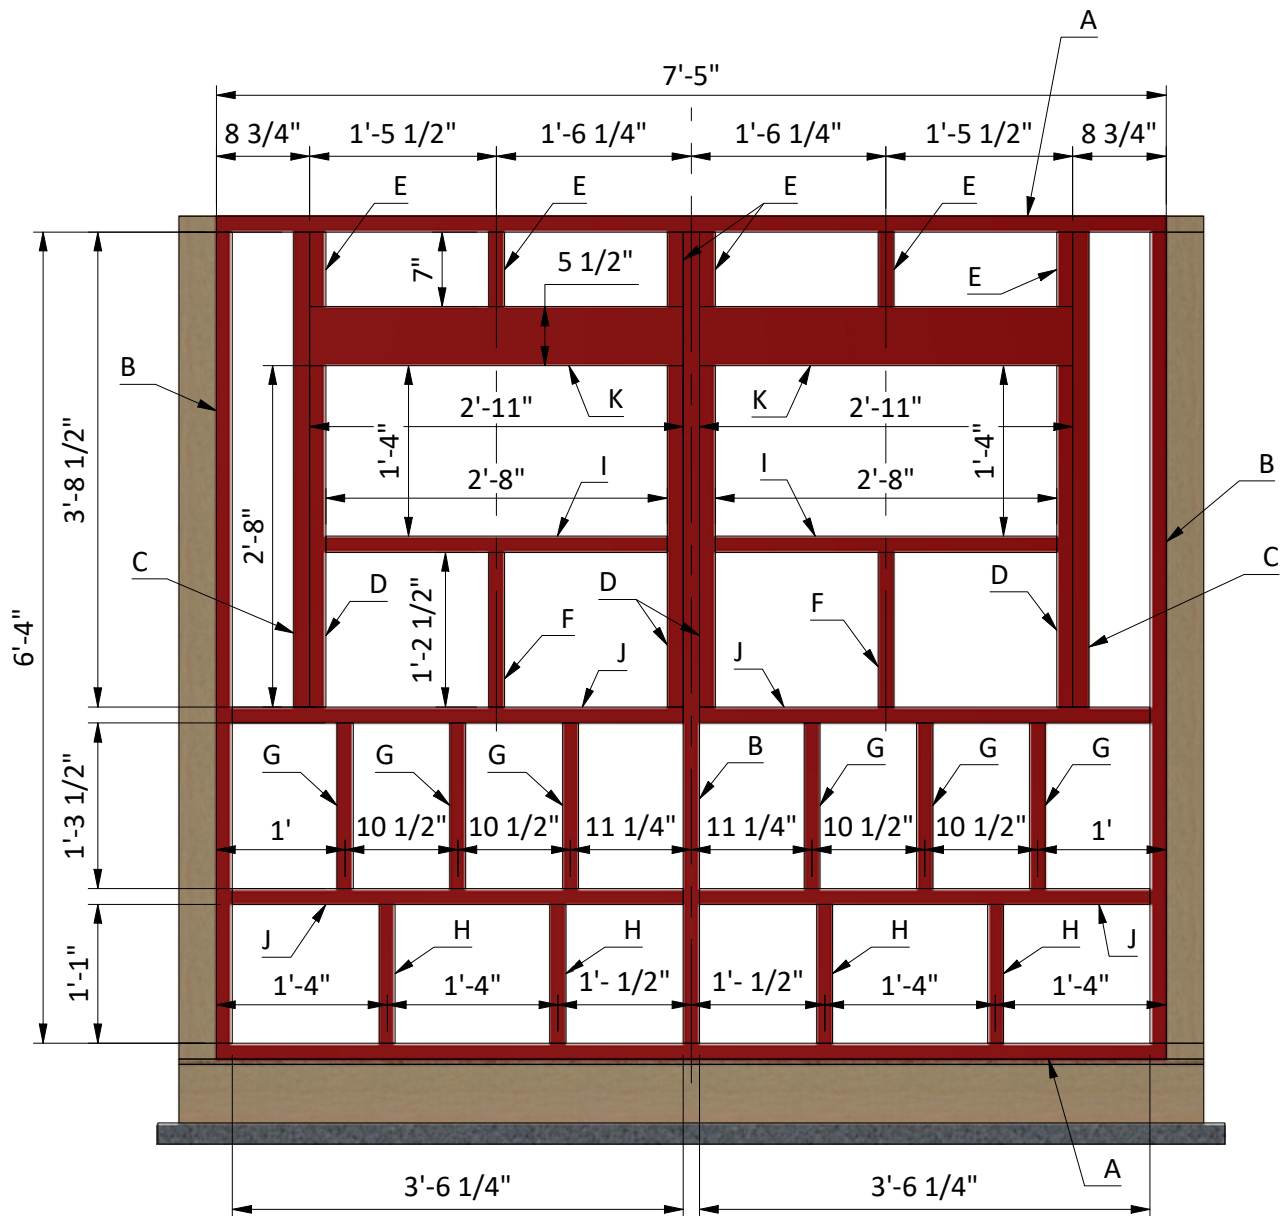 A
7'-5"
8 3/4" 1'-5 1/2" 1'-6 1/4" 1'-6 1/4" 1'-5 1/2" 8 3/4"
E E E E
7" 5 1/2" E
B K K
2'-11" 2'-11"
3'-8 1/2" 1'-4" 1'-4"
I I B
2'-8" 2'-8"
2'-8"
C C
D D D
6'-4" 1'-2 1/2" F F
J J
G G G B G G G
1'-3 1/2" 1' 10 1/2" 10 1/2" 11 1/4" 11 1/4" 10 1/2" 10 1/2" 1'
J H H H H J
1'-1" 1'-4" 1'-4" 1'- 1/2" 1'- 1/2" 1'-4" 1'-4"
A
3'-6 1/4" 3'-6 1/4"